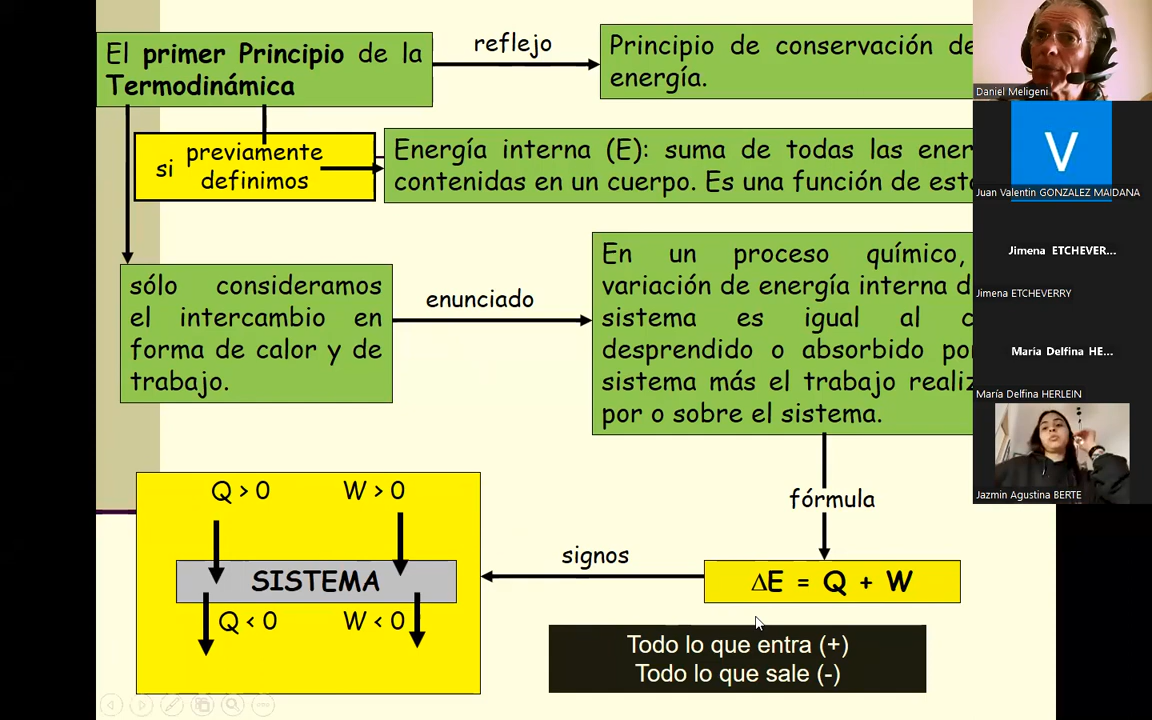 El primer Principio de la
Termodinámica
reflejo
Principio de conservación de
energía.
si previamente
definimos
Energía interna (E): suma de todas las ener
contenidas en un cuerpo. Es una función de est
sólo consideramos
el intercambio en
forma de calor y de
trabajo.
enunciado
En un proceso químico,
variación de energía interna d
sistema es igual al c
desprendido o absorbido po
sistema más el trabajo realiz
por o sobre el sistema.
fórmula
ΔE = Q + W
signos
Q > 0 W > 0
SISTEMA
Q < 0 W < 0
Todo lo que entra (+)
Todo lo que sale (-)
Daniel Meligeni
V
Juan Valentin GONZALEZ MAIDANA
Jimena ETCHEVER...
Jimena ETCHEVERRY
María Delfina HE...
María Delfina HERLEIN
Jazmin Agustina BERTE